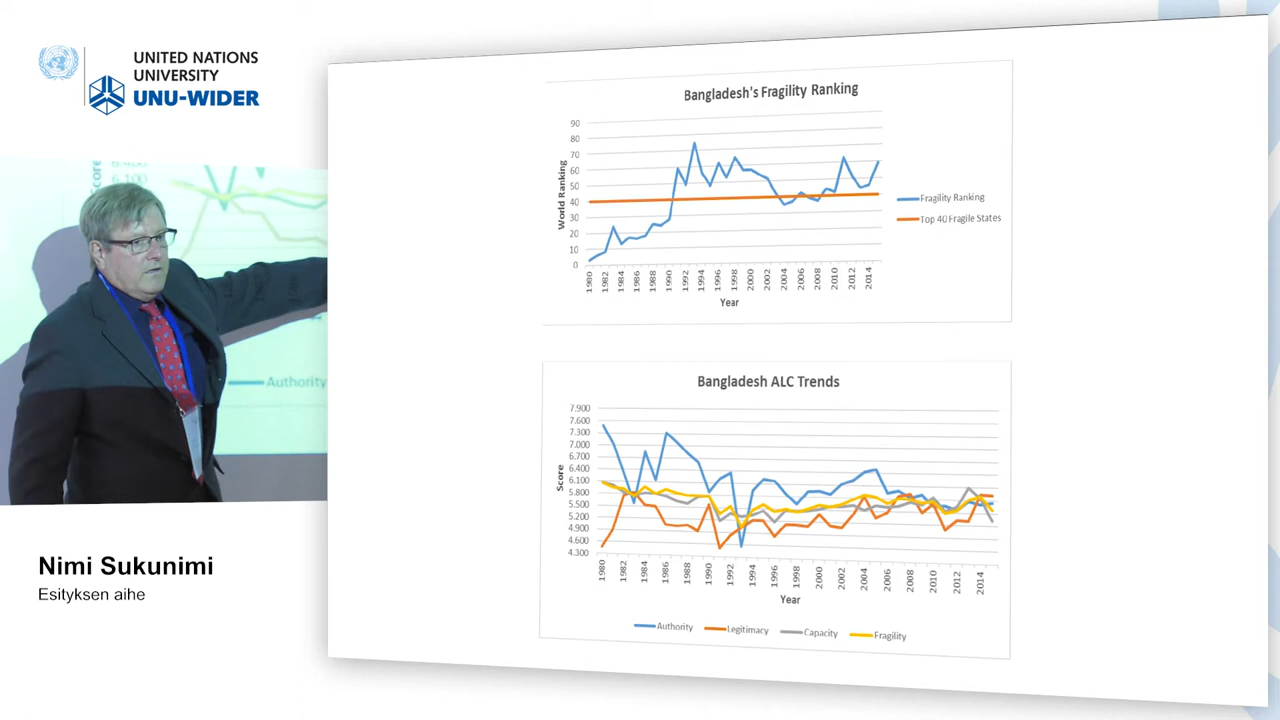 UNITED NATIONS
UNIVERSITY
UNU-WIDER
Score
6.400
6.100
Authority
Nimi Sukunimi
Esityksen aihe
Bangladesh's Fragility Ranking
World Ranking
90
80
70
60
50
40
30
20
10
0
1980 1982 1984 1986 1988 1990 1992 1994 1996 1998 2000 2002 2004 2006 2008 2010 2012 2014
Year
Fragility Ranking
Top 40 Fragile States
Bangladesh ALC Trends
Score
7.900
7.600
7.300
7.000
6.700
6.400
6.100
5.800
5.500
5.200
4.900
4.600
4.300
1980 1982 1984 1986 1988 1990 1992 1994 1996 1998 2000 2002 2004 2006 2008 2010 2012 2014
Year
Authority Legitimacy Capacity Fragility